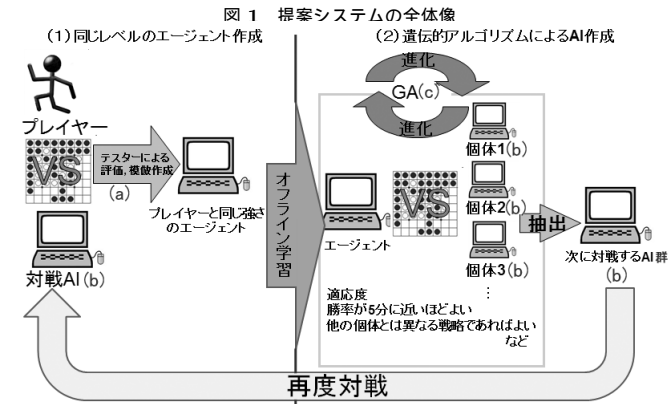 図1 提案システムの全体像
(1)同じレベルのエージェント作成
(2)遺伝的アルゴリズムによるAI作成
進化
GA(c)
進化
プレイヤー
VS
テスターによる
評価,模倣作成
(a)
プレイヤーと同じ強さ
のエージェント
対戦AI(b)
オフライン学習
エージェント
VS
個体1(b)
個体2(b)
個体3(b)
⋮
抽出
次に対戦するAI群
(b)
適応度
勝率が5分に近いほどよい
他の個体とは異なる戦略であればよい
など
再度対戦